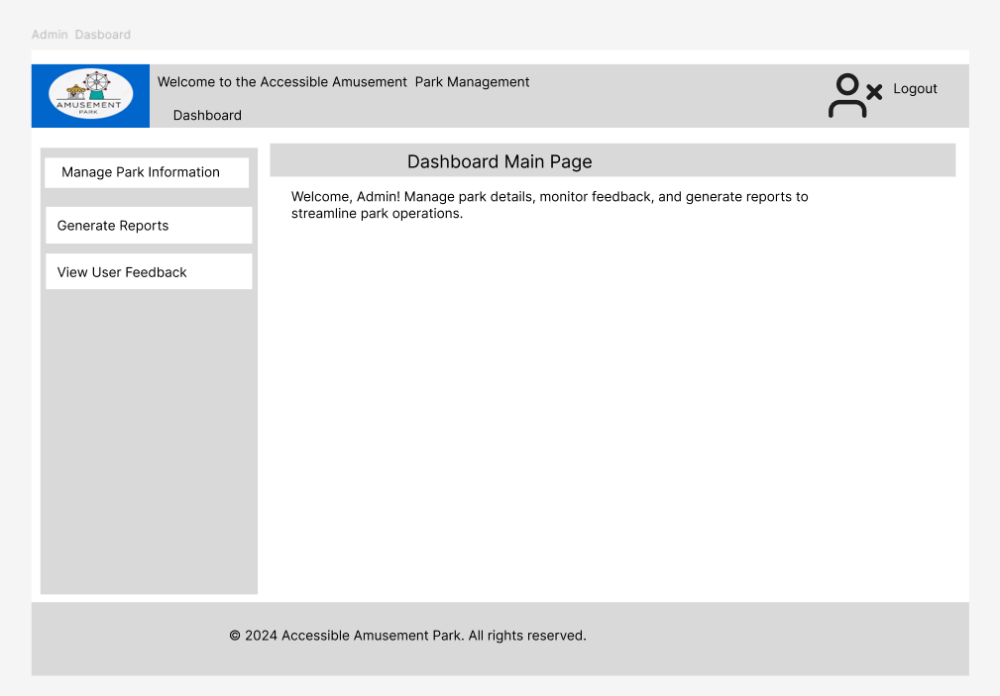 Admin Dasboard
AMUSEMENT
PARK
Welcome to the Accessible Amusement Park Management
Dashboard
Logout
Manage Park Information
Generate Reports
View User Feedback
Dashboard Main Page
Welcome, Admin! Manage park details, monitor feedback, and generate reports to
streamline park operations.
© 2024 Accessible Amusement Park. All rights reserved.